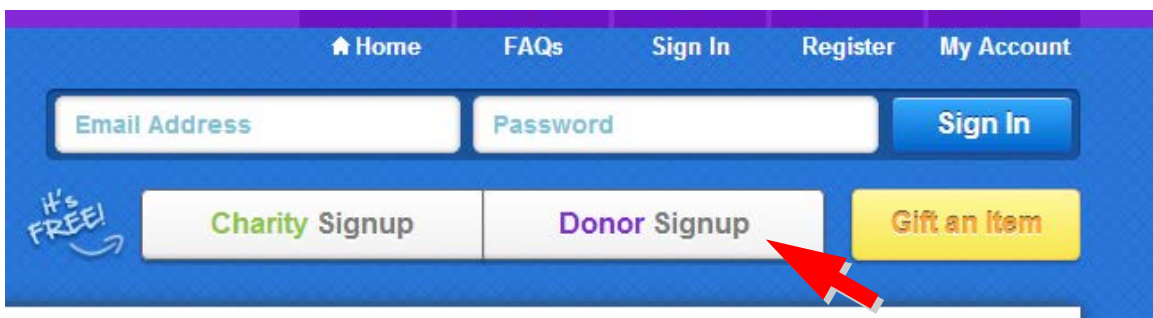 Home FAQs Sign In Register My Account
Email Address Password Sign In
It's
FREE!
Charity Signup Donor Signup Gift an Item